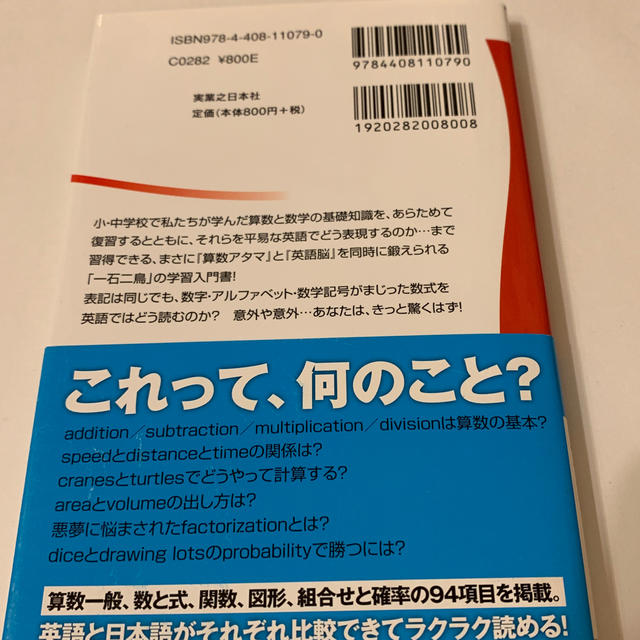 ISBN978-4-408-11079-0
C0282 ¥800E
9784408110790
実業之日本社
定価(本体800円+税)
1920282008008
小・中学校で私たちが学んだ算数と数学の基礎知識を、あらためて
復習するとともに、それらを平易な英語でどう表現するのか…まで
習得できる、まさに『算数アタマ』と『英語脳』を同時に鍛えられる
「一石二鳥」の学習入門書!
表記は同じでも、数字・アルファベット・数学記号がまじった数式を
英語ではどう読むのか? 意外や意外…あなたは、きっと驚くはず!
これって、何のこと?
addition/subtraction/multiplication/divisionは算数の基本?
speedとdistanceとtimeの関係は?
cranesとturtlesでどうやって計算する?
areaとvolumeの出し方は?
悪夢に悩まされたfactorizationとは?
diceとdrawing lotsのprobabilityで勝つには?
算数一般、数と式、関数、図形、組合せと確率の94項目を掲載。
英語と日本語がそれぞれ比較できてラクラク読める!